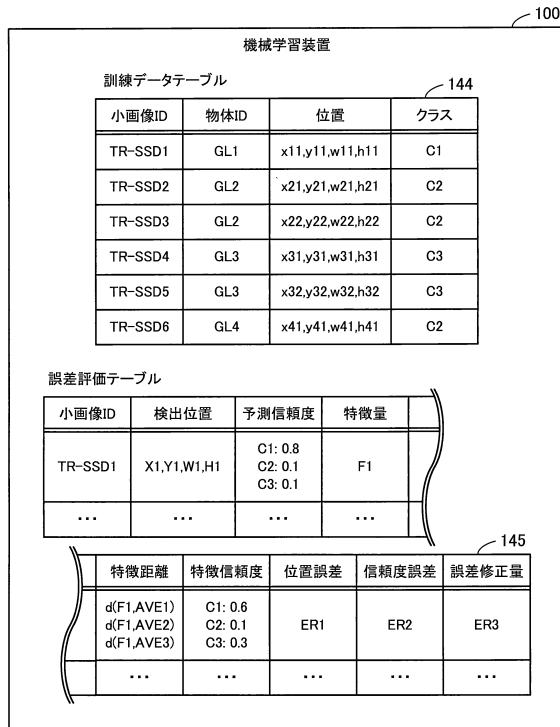 100
機械学習装置
訓練データテーブル
144
小画像ID 物体ID 位置 クラス
TR-SSD1 GL1 x11,y11,w11,h11 C1
TR-SSD2 GL2 x21,y21,w21,h21 C2
TR-SSD3 GL2 x22,y22,w22,h22 C2
TR-SSD4 GL3 x31,y31,w31,h31 C3
TR-SSD5 GL3 x32,y32,w32,h32 C3
TR-SSD6 GL4 x41,y41,w41,h41 C2
誤差評価テーブル
小画像ID 検出位置 予測信頼度 特徴量
C1: 0.8
TR-SSD1 X1,Y1,W1,H1 C2: 0.1 F1
C3: 0.1
... ... ... ...
145
特徴距離 特徴信頼度 位置誤差 信頼度誤差 誤差修正量
d(F1,AVE1) C1: 0.6
d(F1,AVE2) C2: 0.1 ER1 ER2 ER3
d(F1,AVE3) C3: 0.3
... ... ... ... ...